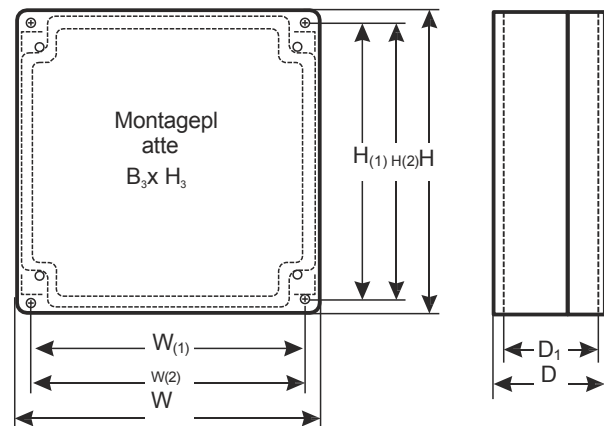 Montagepl
atte
B₃x H₃
H₍₁₎ H(2) H
W₍₁₎
W(2)
W
D₁
D